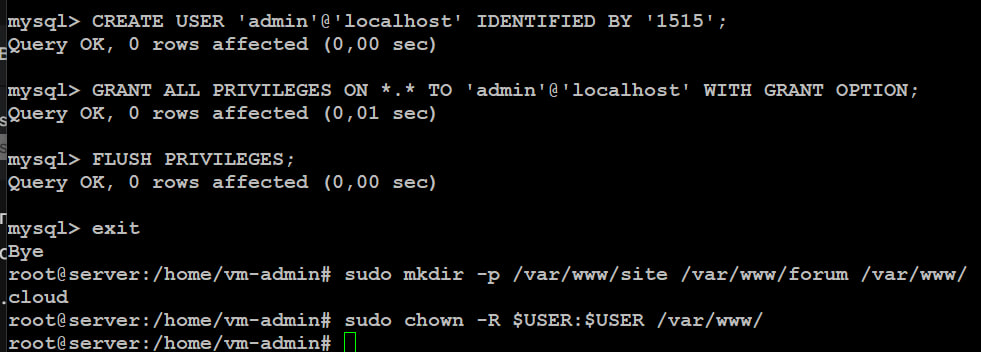 mysql> CREATE USER 'admin'@'localhost' IDENTIFIED BY '1515';
Query OK, 0 rows affected (0,00 sec)
mysql> GRANT ALL PRIVILEGES ON *.* TO 'admin'@'localhost' WITH GRANT OPTION;
Query OK, 0 rows affected (0,01 sec)
mysql> FLUSH PRIVILEGES;
Query OK, 0 rows affected (0,00 sec)
mysql> exit
Bye
root@server:/home/vm-admin# sudo mkdir -p /var/www/site /var/www/forum /var/www/
cloud
root@server:/home/vm-admin# sudo chown -R $USER:$USER /var/www/
root@server:/home/vm-admin#